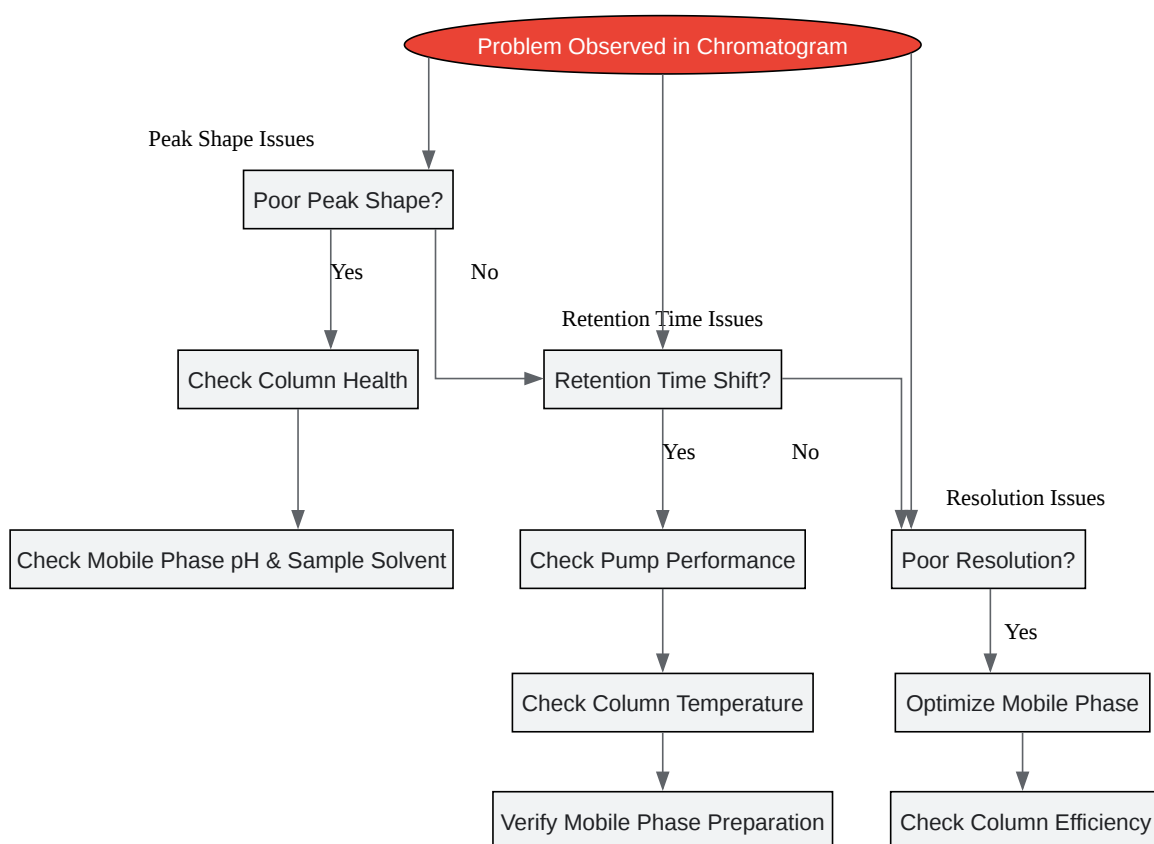 Problem Observed in Chromatogram
Peak Shape Issues
Poor Peak Shape?
Yes
No
Retention Time Issues
Check Column Health
Retention Time Shift?
Yes
No
Resolution Issues
Check Mobile Phase pH & Sample Solvent
Check Pump Performance
Poor Resolution?
Yes
Check Column Temperature
Optimize Mobile Phase
Verify Mobile Phase Preparation
Check Column Efficiency